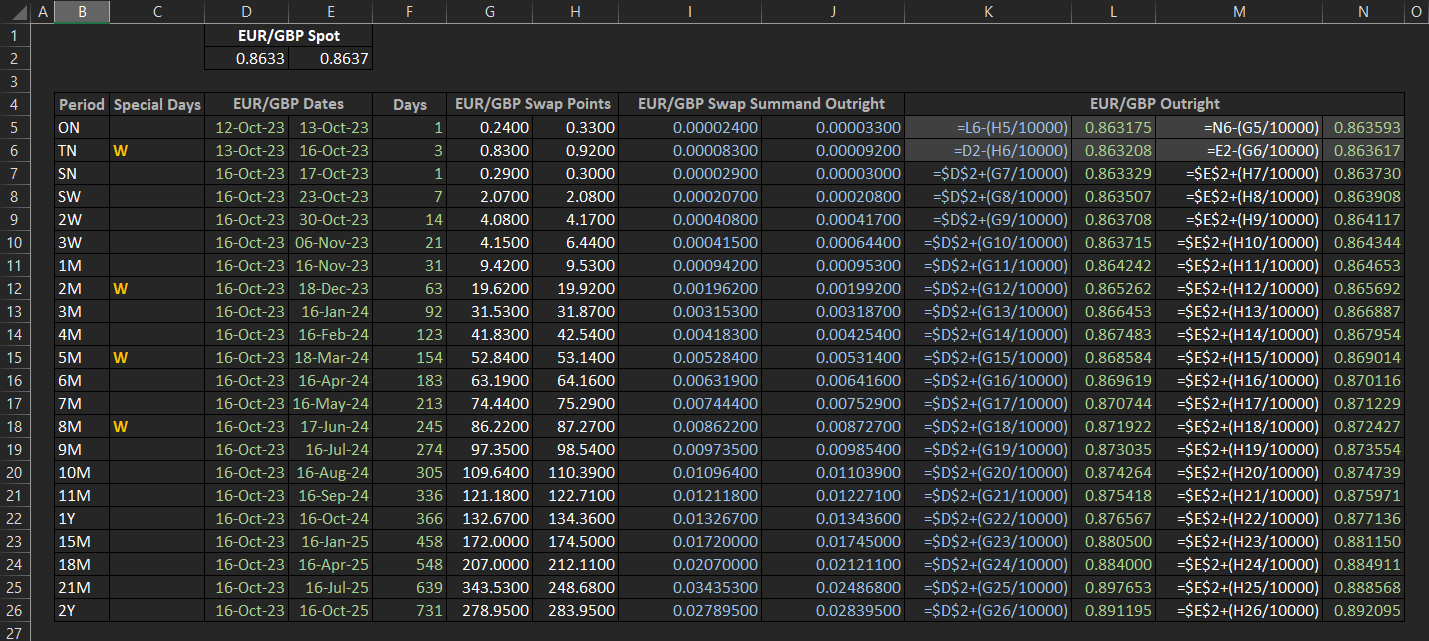 A B C D E F G H I J K L M N O
1 EUR/GBP Spot
2 0.8633 0.8637
3
4 Period Special Days EUR/GBP Dates Days EUR/GBP Swap Points EUR/GBP Swap Summand Outright EUR/GBP Outright
5 ON 12-Oct-23 13-Oct-23 1 0.2400 0.3300 0.00002400 0.00003300 =L6-(H5/10000) 0.863175 =N6-(G5/10000) 0.863593
6 TN W 13-Oct-23 16-Oct-23 3 0.8300 0.9200 0.00008300 0.00009200 =D2-(H6/10000) 0.863208 =E2-(G6/10000) 0.863617
7 SN 16-Oct-23 17-Oct-23 1 0.2900 0.3000 0.00002900 0.00003000 =$D$2+(G7/10000) 0.863329 =$E$2+(H7/10000) 0.863730
8 SW 16-Oct-23 23-Oct-23 7 2.0700 2.0800 0.00020700 0.00020800 =$D$2+(G8/10000) 0.863507 =$E$2+(H8/10000) 0.863908
9 2W 16-Oct-23 30-Oct-23 14 4.0800 4.1700 0.00040800 0.00041700 =$D$2+(G9/10000) 0.863708 =$E$2+(H9/10000) 0.864117
10 3W 16-Oct-23 06-Nov-23 21 4.1500 6.4400 0.00041500 0.00064400 =$D$2+(G10/10000) 0.863715 =$E$2+(H10/10000) 0.864344
11 1M 16-Oct-23 16-Nov-23 31 9.4200 9.5300 0.00094200 0.00095300 =$D$2+(G11/10000) 0.864242 =$E$2+(H11/10000) 0.864653
12 2M W 16-Oct-23 18-Dec-23 63 19.6200 19.9200 0.00196200 0.00199200 =$D$2+(G12/10000) 0.865262 =$E$2+(H12/10000) 0.865692
13 3M 16-Oct-23 16-Jan-24 92 31.5300 31.8700 0.00315300 0.00318700 =$D$2+(G13/10000) 0.866453 =$E$2+(H13/10000) 0.866887
14 4M 16-Oct-23 16-Feb-24 123 41.8300 42.5400 0.00418300 0.00425400 =$D$2+(G14/10000) 0.867483 =$E$2+(H14/10000) 0.867954
15 5M W 16-Oct-23 18-Mar-24 154 52.8400 53.1400 0.00528400 0.00531400 =$D$2+(G15/10000) 0.868584 =$E$2+(H15/10000) 0.869014
16 6M 16-Oct-23 16-Apr-24 183 63.1900 64.1600 0.00631900 0.00641600 =$D$2+(G16/10000) 0.869619 =$E$2+(H16/10000) 0.870116
17 7M 16-Oct-23 16-May-24 213 74.4400 75.2900 0.00744400 0.00752900 =$D$2+(G17/10000) 0.870744 =$E$2+(H17/10000) 0.871229
18 8M W 16-Oct-23 17-Jun-24 245 86.2200 87.2700 0.00862200 0.00872700 =$D$2+(G18/10000) 0.871922 =$E$2+(H18/10000) 0.872427
19 9M 16-Oct-23 16-Jul-24 274 97.3500 98.5400 0.00973500 0.00985400 =$D$2+(G19/10000) 0.873035 =$E$2+(H19/10000) 0.873554
20 10M 16-Oct-23 16-Aug-24 305 109.6400 110.3900 0.01096400 0.01103900 =$D$2+(G20/10000) 0.874264 =$E$2+(H20/10000) 0.874739
21 11M 16-Oct-23 16-Sep-24 336 121.1800 122.7100 0.01211800 0.01227100 =$D$2+(G21/10000) 0.875418 =$E$2+(H21/10000) 0.875971
22 1Y 16-Oct-23 16-Oct-24 366 132.6700 134.3600 0.01326700 0.01343600 =$D$2+(G22/10000) 0.876567 =$E$2+(H22/10000) 0.877136
23 15M 16-Oct-23 16-Jan-25 458 172.0000 174.5000 0.01720000 0.01745000 =$D$2+(G23/10000) 0.880500 =$E$2+(H23/10000) 0.881150
24 18M 16-Oct-23 16-Apr-25 548 207.0000 212.1100 0.02070000 0.02121100 =$D$2+(G24/10000) 0.884000 =$E$2+(H24/10000) 0.884911
25 21M 16-Oct-23 16-Jul-25 639 343.5300 248.6800 0.03435300 0.02486800 =$D$2+(G25/10000) 0.897653 =$E$2+(H25/10000) 0.888568
26 2Y 16-Oct-23 16-Oct-25 731 278.9500 283.9500 0.02789500 0.02839500 =$D$2+(G26/10000) 0.891195 =$E$2+(H26/10000) 0.892095
27